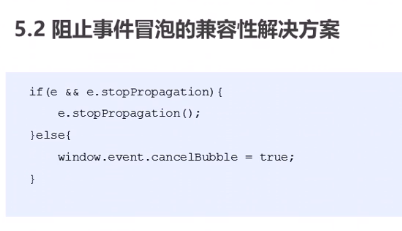 5.2 阻止事件冒泡的兼容性解决方案
if(e && e.stopPropagation){
    e.stopPropagation();
}else{
    window.event.cancelBubble = true;
}